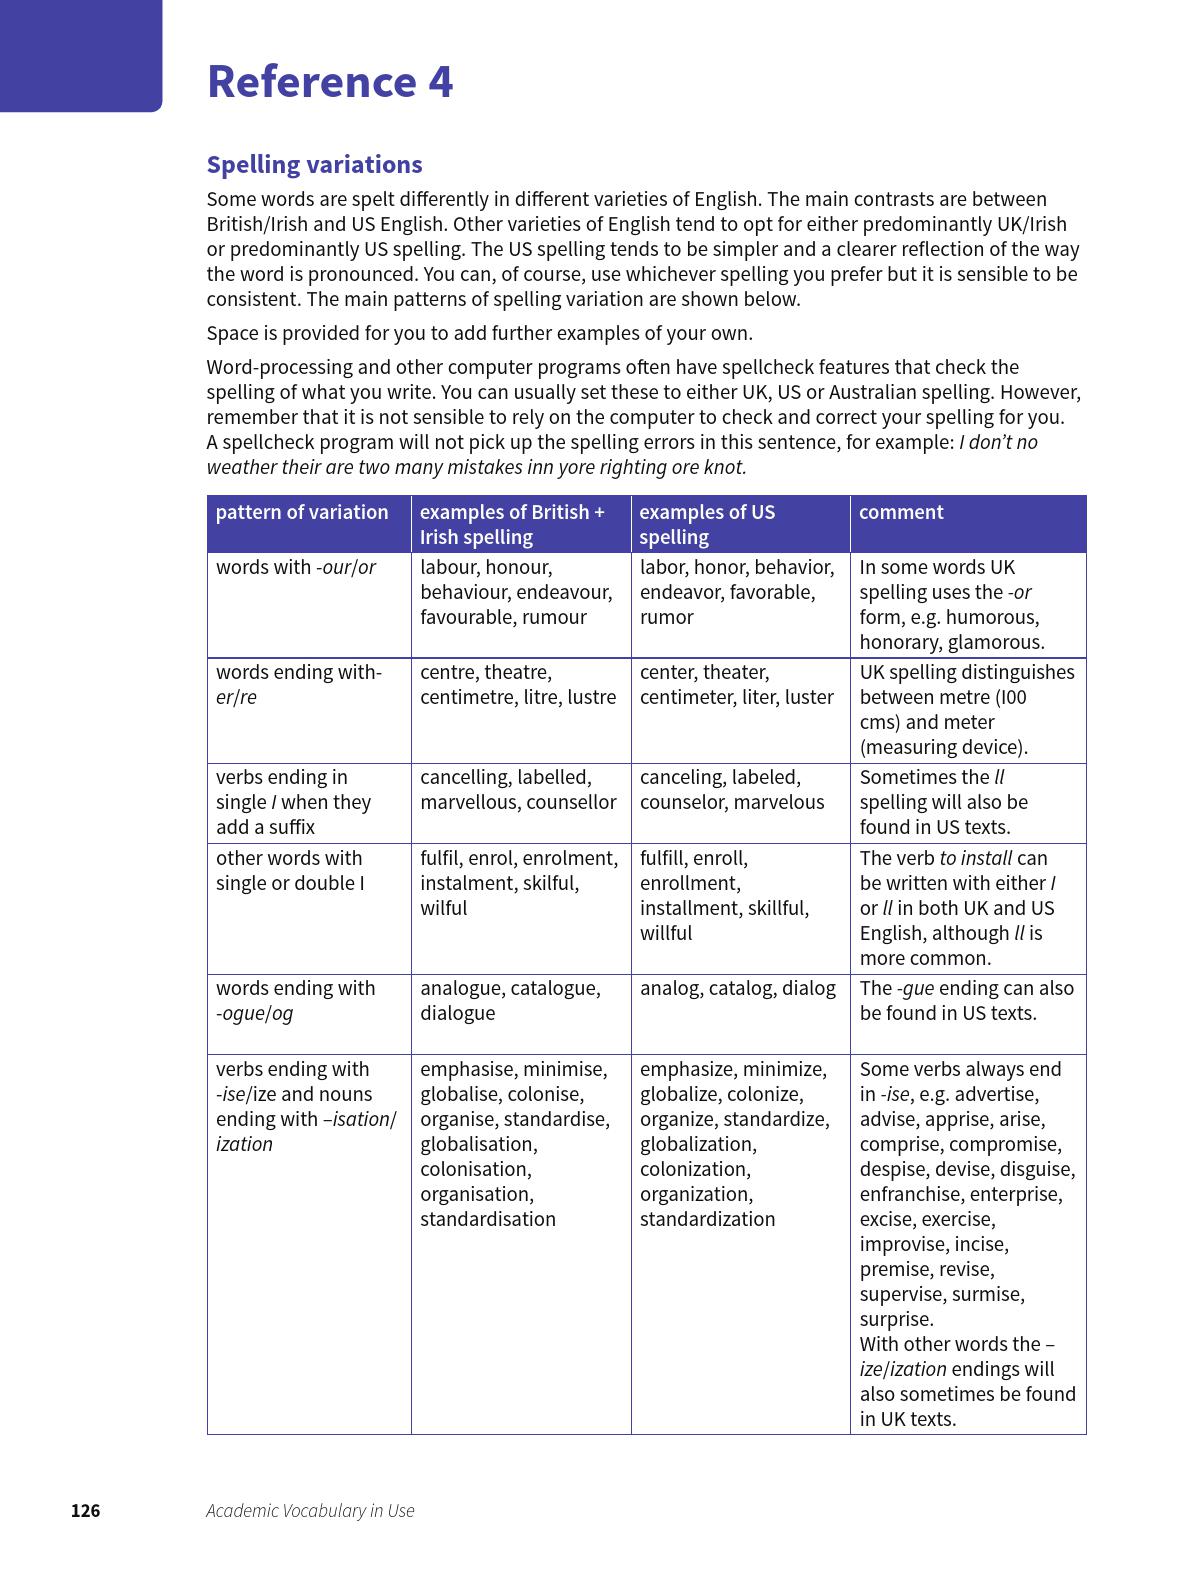 Reference 4
Spelling variations
Some words are spelt differently in different varieties of English. The main contrasts are between
British/Irish and US English. Other varieties of English tend to opt for either predominantly UK/Irish
or predominantly US spelling. The US spelling tends to be simpler and a clearer reflection of the way
the word is pronounced. You can, of course, use whichever spelling you prefer but it is sensible to be
consistent. The main patterns of spelling variation are shown below.
Space is provided for you to add further examples of your own.
Word-processing and other computer programs often have spellcheck features that check the
spelling of what you write. You can usually set these to either UK, US or Australian spelling. However,
remember that it is not sensible to rely on the computer to check and correct your spelling for you.
A spellcheck program will not pick up the spelling errors in this sentence, for example: I don’t no
weather their are two many mistakes inn yore righting ore knot.
pattern of variation
examples of British +
Irish spelling
examples of US
spelling
comment
words with -our/or
labour, honour,
behaviour, endeavour,
favourable, rumour
labor, honor, behavior,
endeavor, favorable,
rumor
In some words UK
spelling uses the -or
form, e.g. humorous,
honorary, glamorous.
words ending with-
er/re
centre, theatre,
centimetre, litre, lustre
center, theater,
centimeter, liter, luster
UK spelling distinguishes
between metre (I00
cms) and meter
(measuring device).
verbs ending in
single I when they
add a suffix
cancelling, labelled,
marvellous, counsellor
canceling, labeled,
counselor, marvelous
Sometimes the ll
spelling will also be
found in US texts.
other words with
single or double I
fulfil, enrol, enrolment,
instalment, skilful,
wilful
fulfill, enroll,
enrollment,
installment, skillful,
willful
The verb to install can
be written with either I
or ll in both UK and US
English, although ll is
more common.
words ending with
-ogue/og
analogue, catalogue,
dialogue
analog, catalog, dialog
The -gue ending can also
be found in US texts.
verbs ending with
-ise/ize and nouns
ending with –isation/
ization
emphasise, minimise,
globalise, colonise,
organise, standardise,
globalisation,
colonisation,
organisation,
standardisation
emphasize, minimize,
globalize, colonize,
organize, standardize,
globalization,
colonization,
organization,
standardization
Some verbs always end
in -ise, e.g. advertise,
advise, apprise, arise,
comprise, compromise,
despise, devise, disguise,
enfranchise, enterprise,
excise, exercise,
improvise, incise,
premise, revise,
supervise, surmise,
surprise.
With other words the –
ize/ization endings will
also sometimes be found
in UK texts.
126
Academic Vocabulary in Use